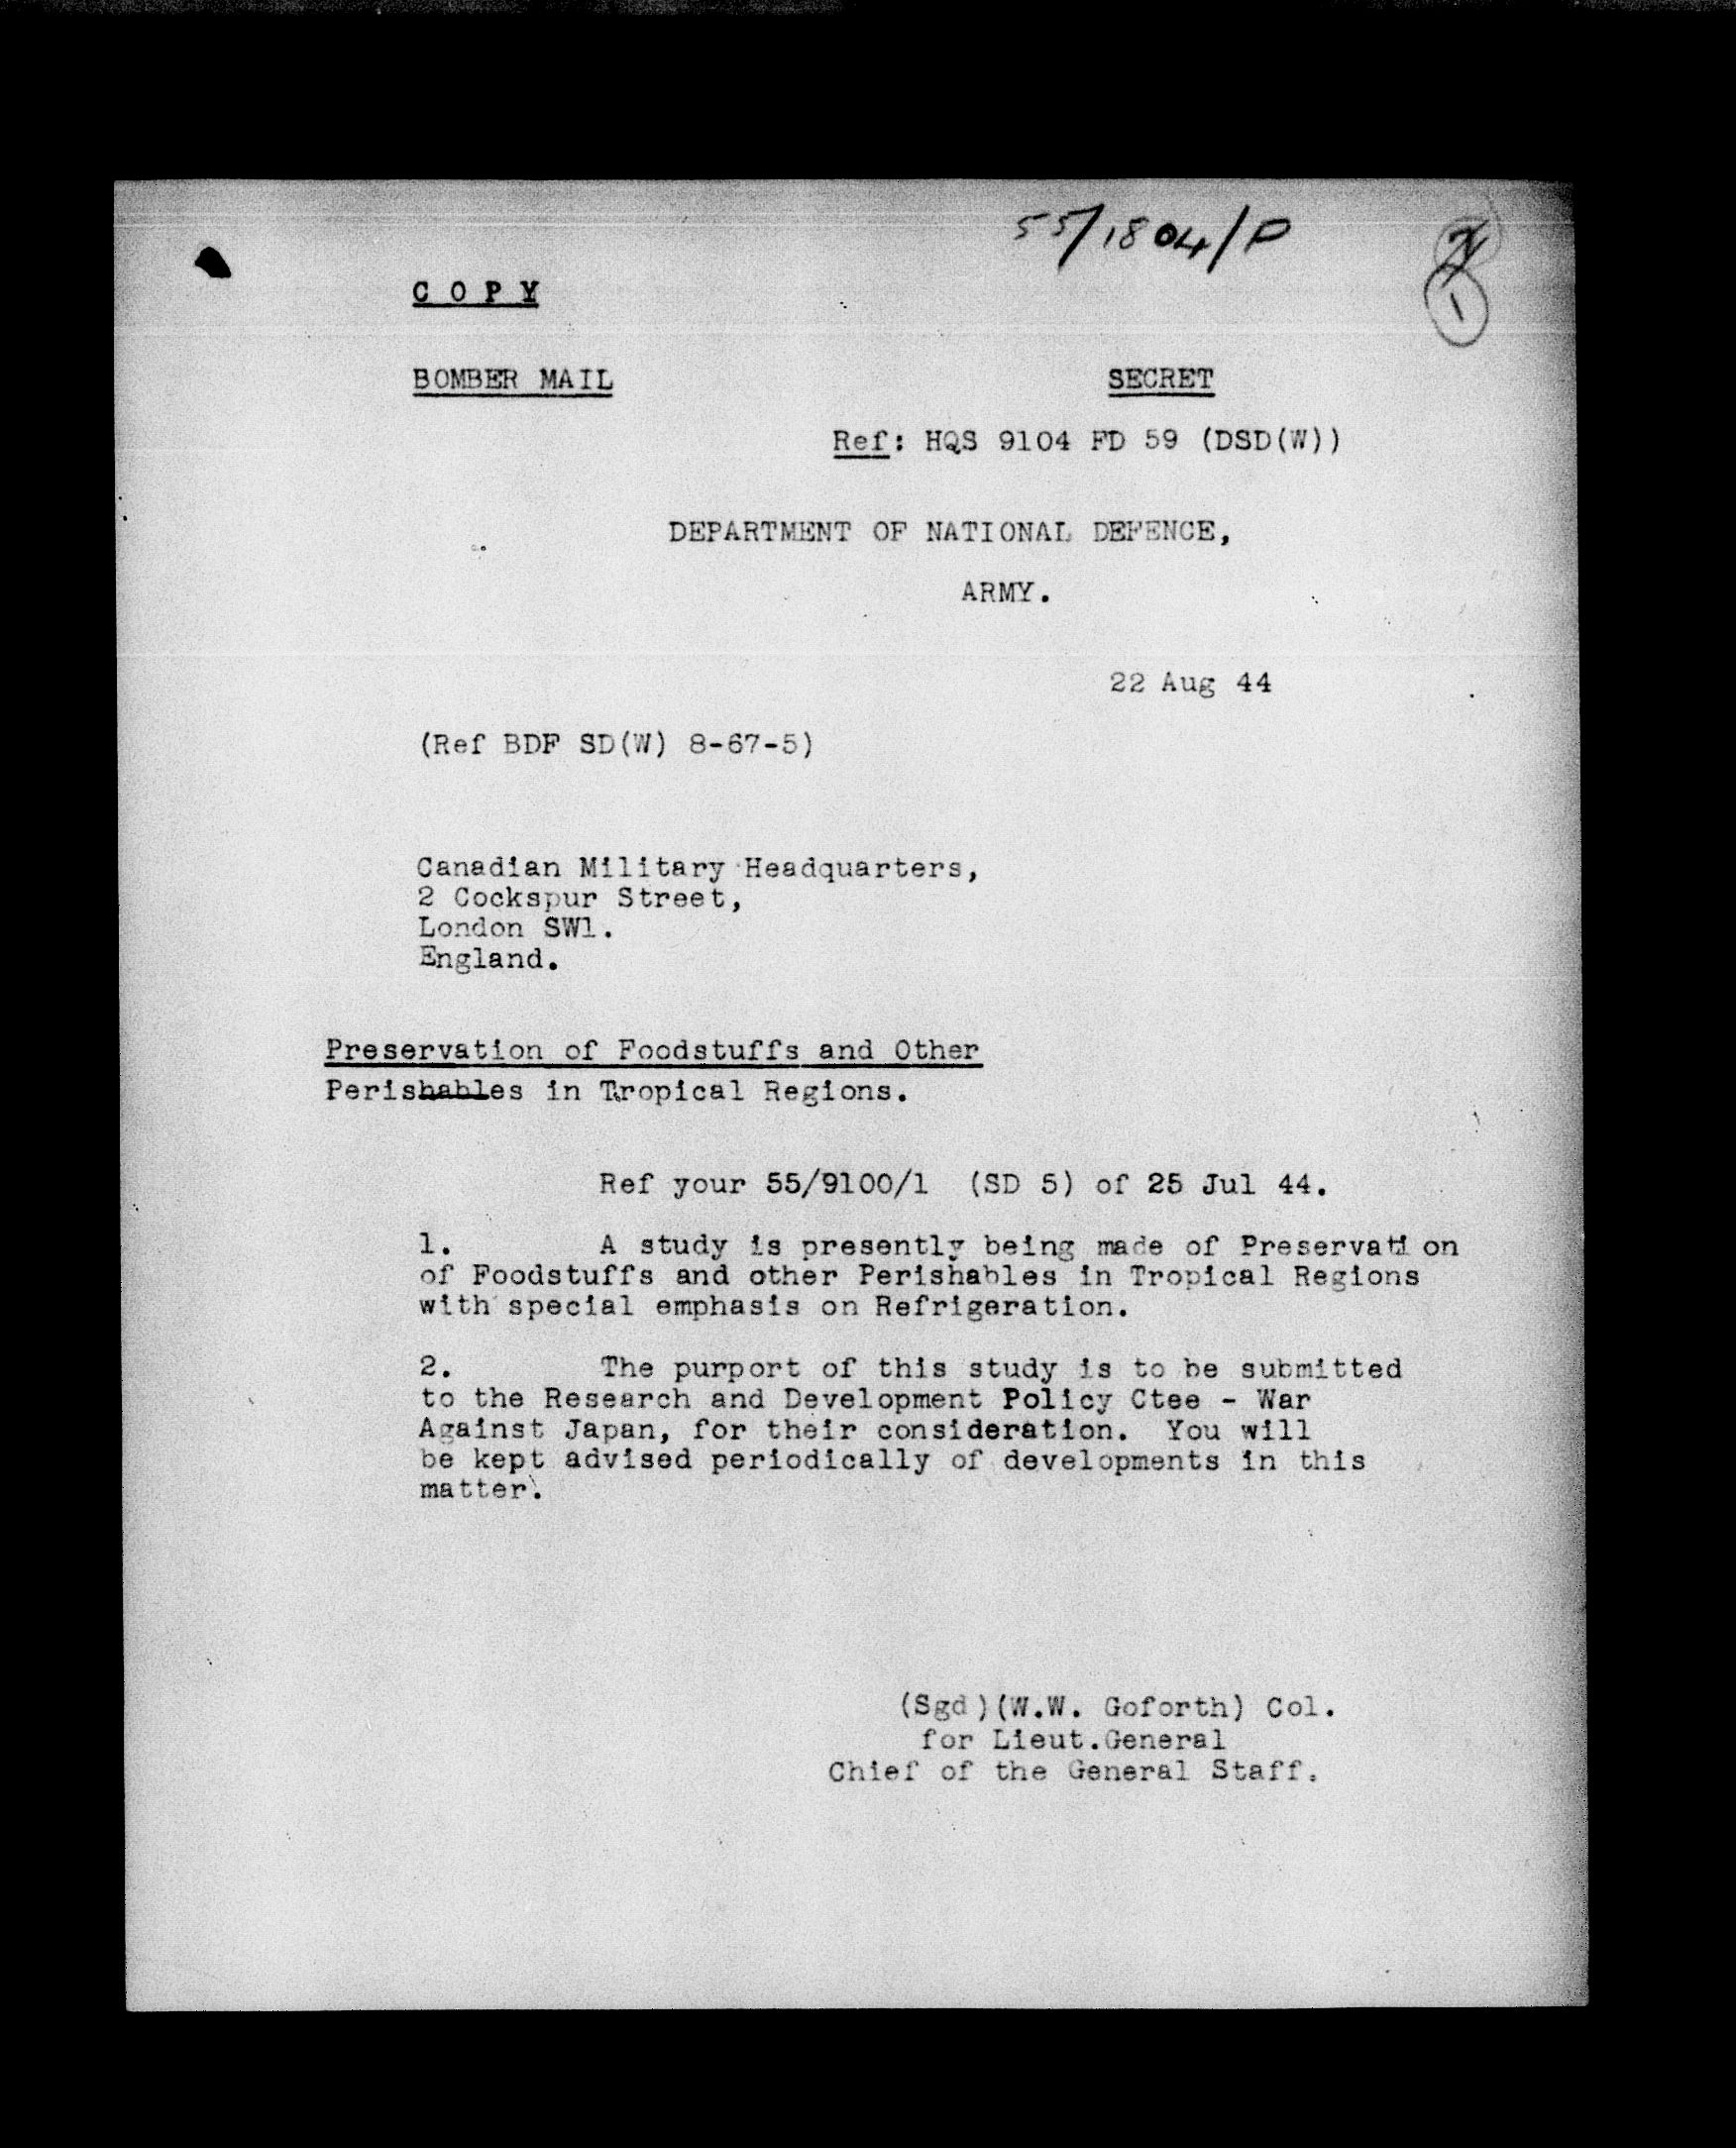 55/1804/P
1
C O P Y
BOMBER MAIL SECRET
Ref: HQS 9104 FD 59 (DSD(W))
DEPARTMENT OF NATIONAL DEFENCE,
ARMY.
22 Aug 44
(Ref BDF SD(W) 8-67-5)
Canadian Military Headquarters,
2 Cockspur Street,
London SW1.
England.
Preservation of Foodstuffs and Other
Perishables in Tropical Regions.
Ref your 55/9100/1 (SD 5) of 25 Jul 44.
1. A study is presently being made of Preservation
of Foodstuffs and other Perishables in Tropical Regions
with special emphasis on Refrigeration.
2. The purport of this study is to be submitted
to the Research and Development Policy Ctee - War
Against Japan, for their consideration. You will
be kept advised periodically of developments in this
matter.
(Sgd)(W.W. Goforth) Col.
for Lieut.General
Chief of the General Staff.